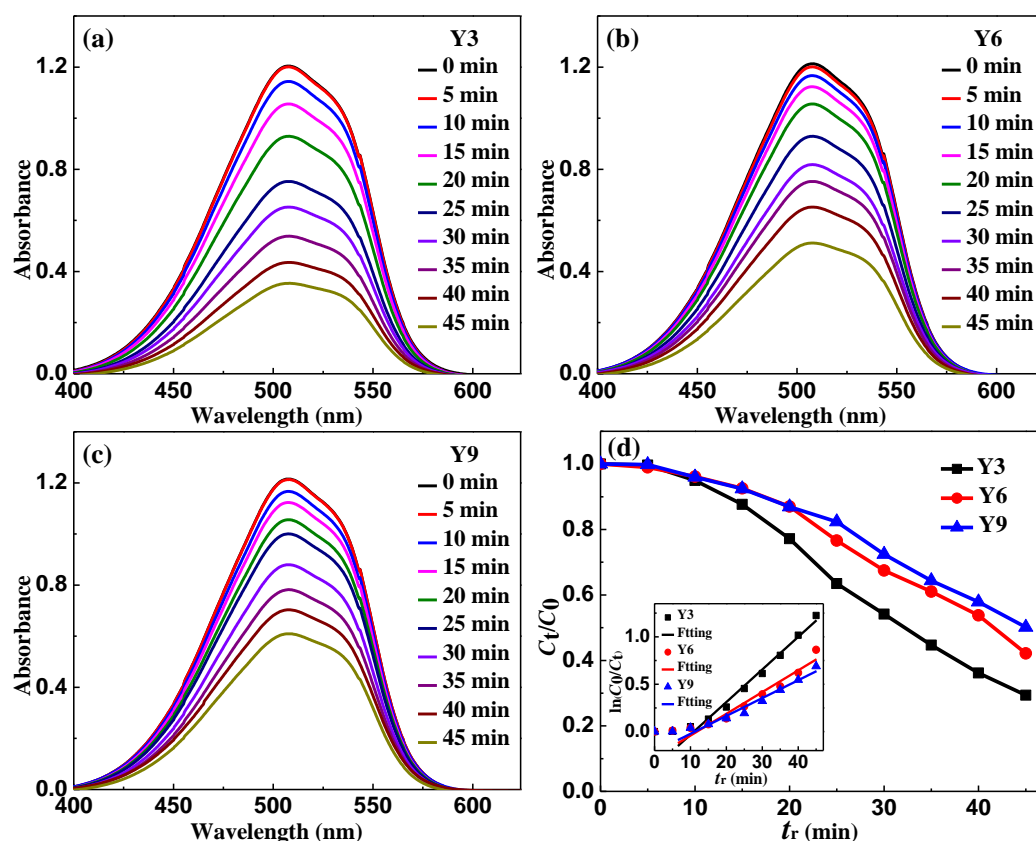 (a)
Y3
0 min
5 min
10 min
15 min
20 min
25 min
30 min
35 min
40 min
45 min
1.2
0.8
0.4
0.0
Absorbance
400 450 500 550 600
Wavelength (nm)
(b)
Y6
0 min
5 min
10 min
15 min
20 min
25 min
30 min
35 min
40 min
45 min
1.2
0.8
0.4
0.0
Absorbance
400 450 500 550 600
Wavelength (nm)
(c)
Y9
0 min
5 min
10 min
15 min
20 min
25 min
30 min
35 min
40 min
45 min
1.2
0.8
0.4
0.0
Absorbance
400 450 500 550 600
Wavelength (nm)
(d)
Y3
Y6
Y9
1.0
0.8
0.6
0.4
0.2
0.0
Ct/C0
0 10 20 30 40
tr (min)
Y3
Ftting
Y6
Ftting
Y9
Ftting
1.0
0.5
0.0
ln(C0/Ct)
0 10 20 30 40
tr (min)